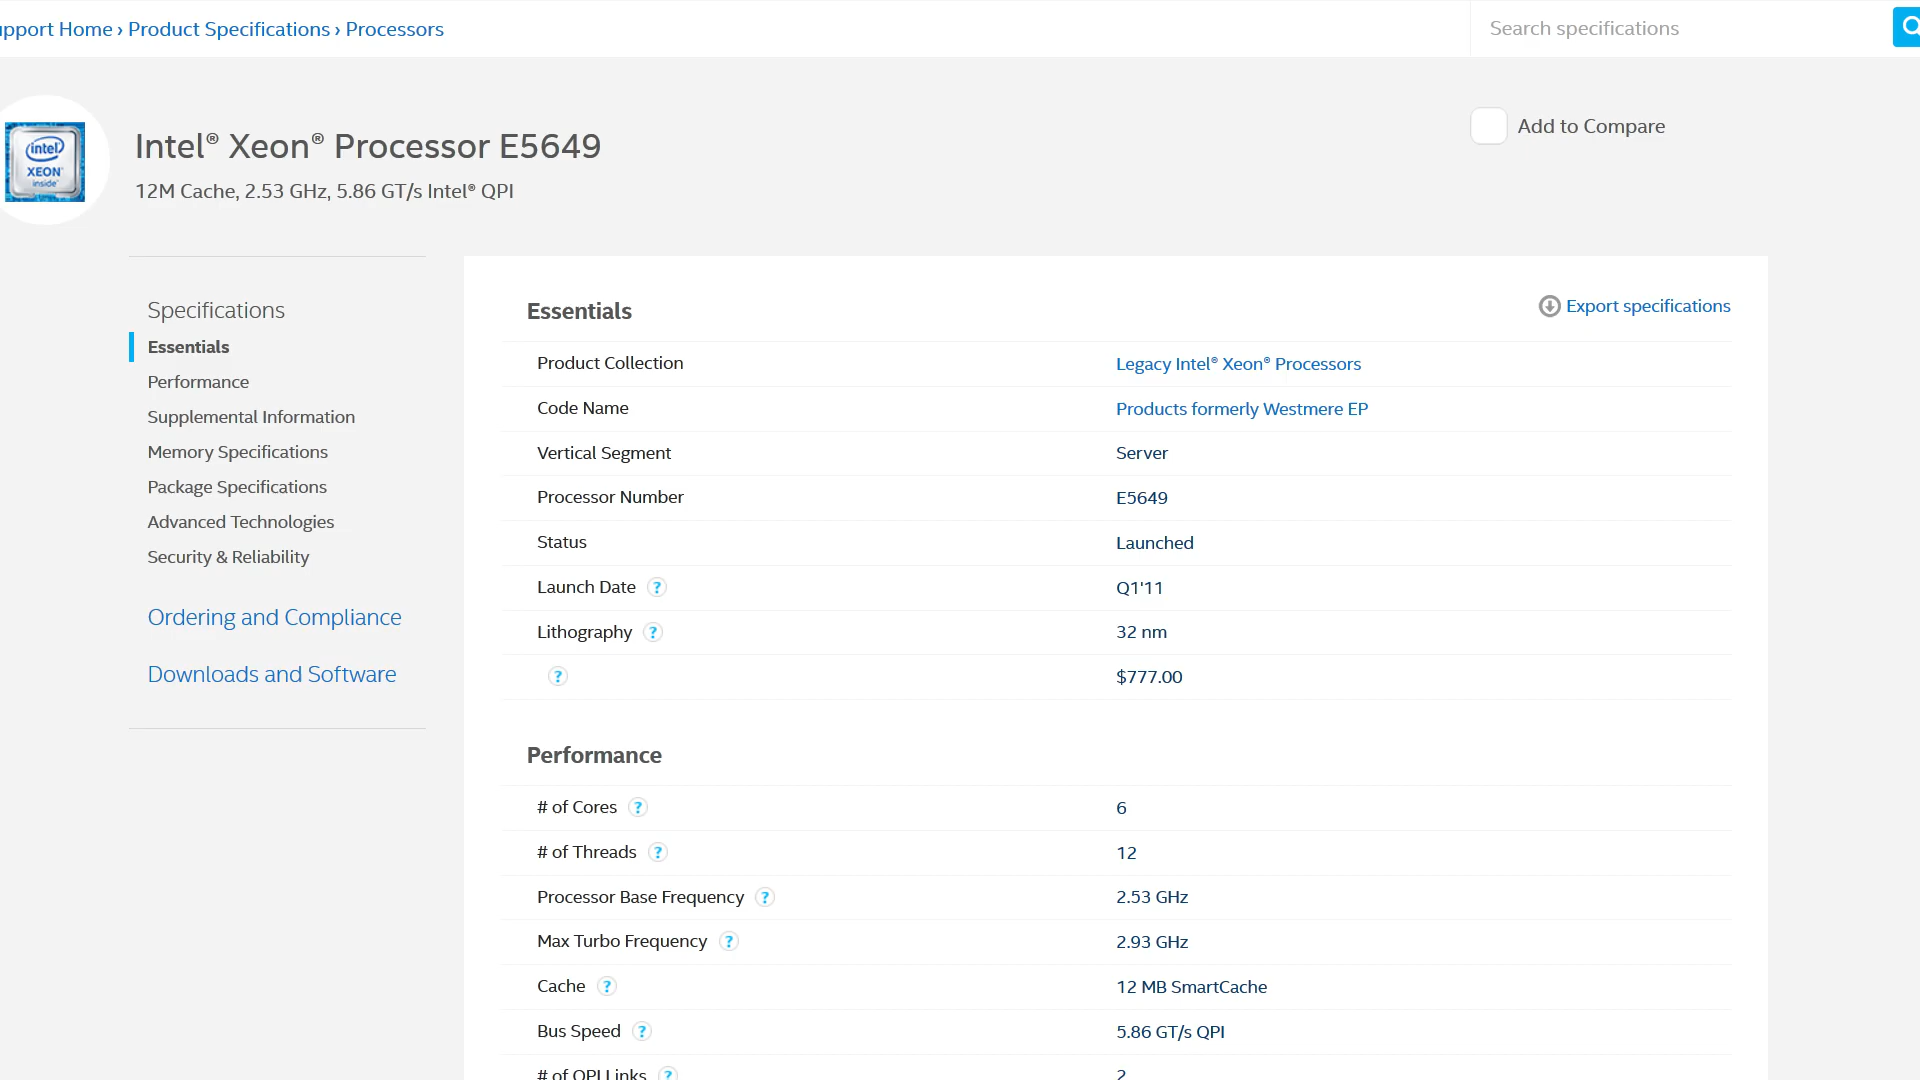 Support Home › Product Specifications › Processors
Search specifications
intel
XEON
inside
Intel® Xeon® Processor E5649
12M Cache, 2.53 GHz, 5.86 GT/s Intel® QPI
Add to Compare
Specifications
Essentials
Performance
Supplemental Information
Memory Specifications
Package Specifications
Advanced Technologies
Security & Reliability
Ordering and Compliance
Downloads and Software
Essentials
Export specifications
Product Collection Legacy Intel® Xeon® Processors
Code Name Products formerly Westmere EP
Vertical Segment Server
Processor Number E5649
Status Launched
Launch Date ? Q1'11
Lithography ? 32 nm
? $777.00
Performance
# of Cores ? 6
# of Threads ? 12
Processor Base Frequency ? 2.53 GHz
Max Turbo Frequency ? 2.93 GHz
Cache ? 12 MB SmartCache
Bus Speed ? 5.86 GT/s QPI
# of QPI Links ? 2